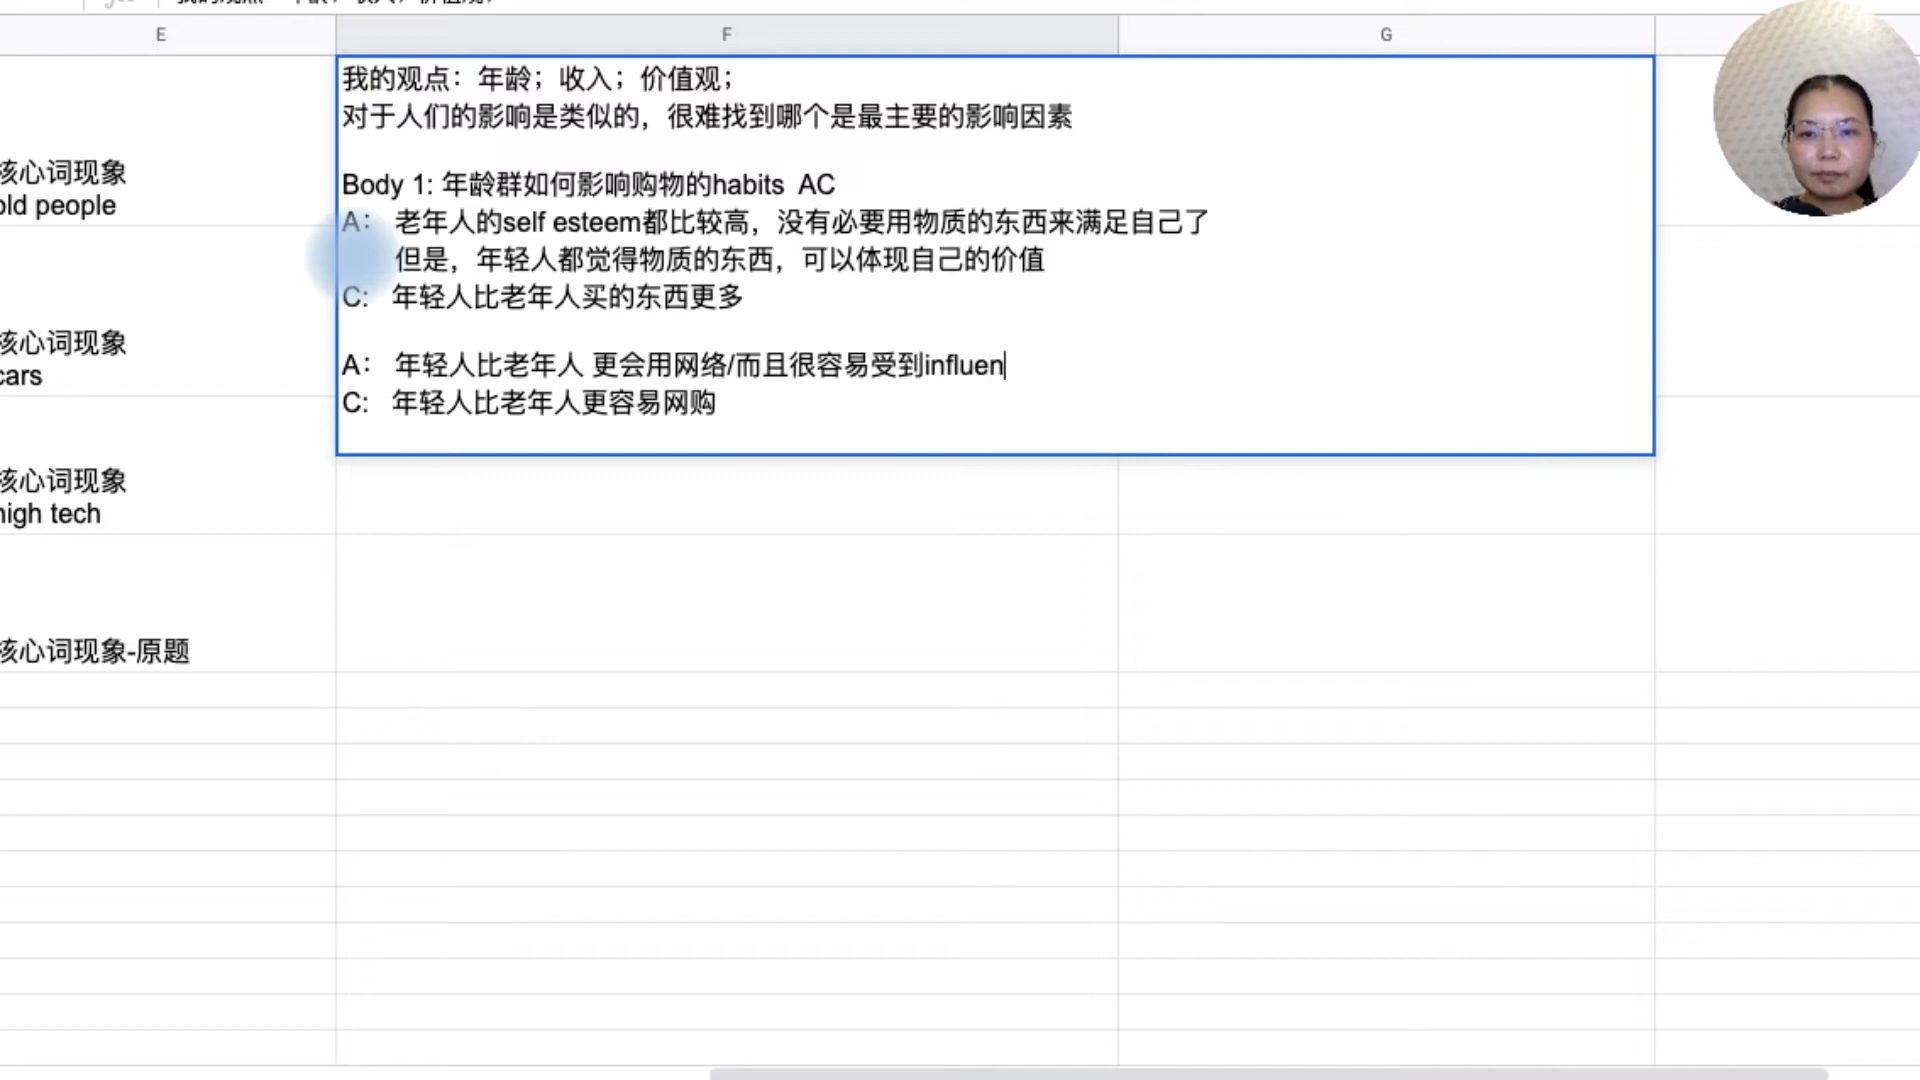 E
F
G
我的观点：年龄；收入；价值观；
对于人们的影响是类似的，很难找到哪个是最主要的影响因素
Body 1: 年龄群如何影响购物的habits AC
A： 老年人的self esteem都比较高，没有必要用物质的东西来满足自己了
但是，年轻人都觉得物质的东西，可以体现自己的价值
C: 年轻人比老年人买的东西更多
A： 年轻人比老年人 更会用网络/而且很容易受到influen
C: 年轻人比老年人更容易网购
核心词现象
old people
核心词现象
cars
核心词现象
high tech
核心词现象-原题